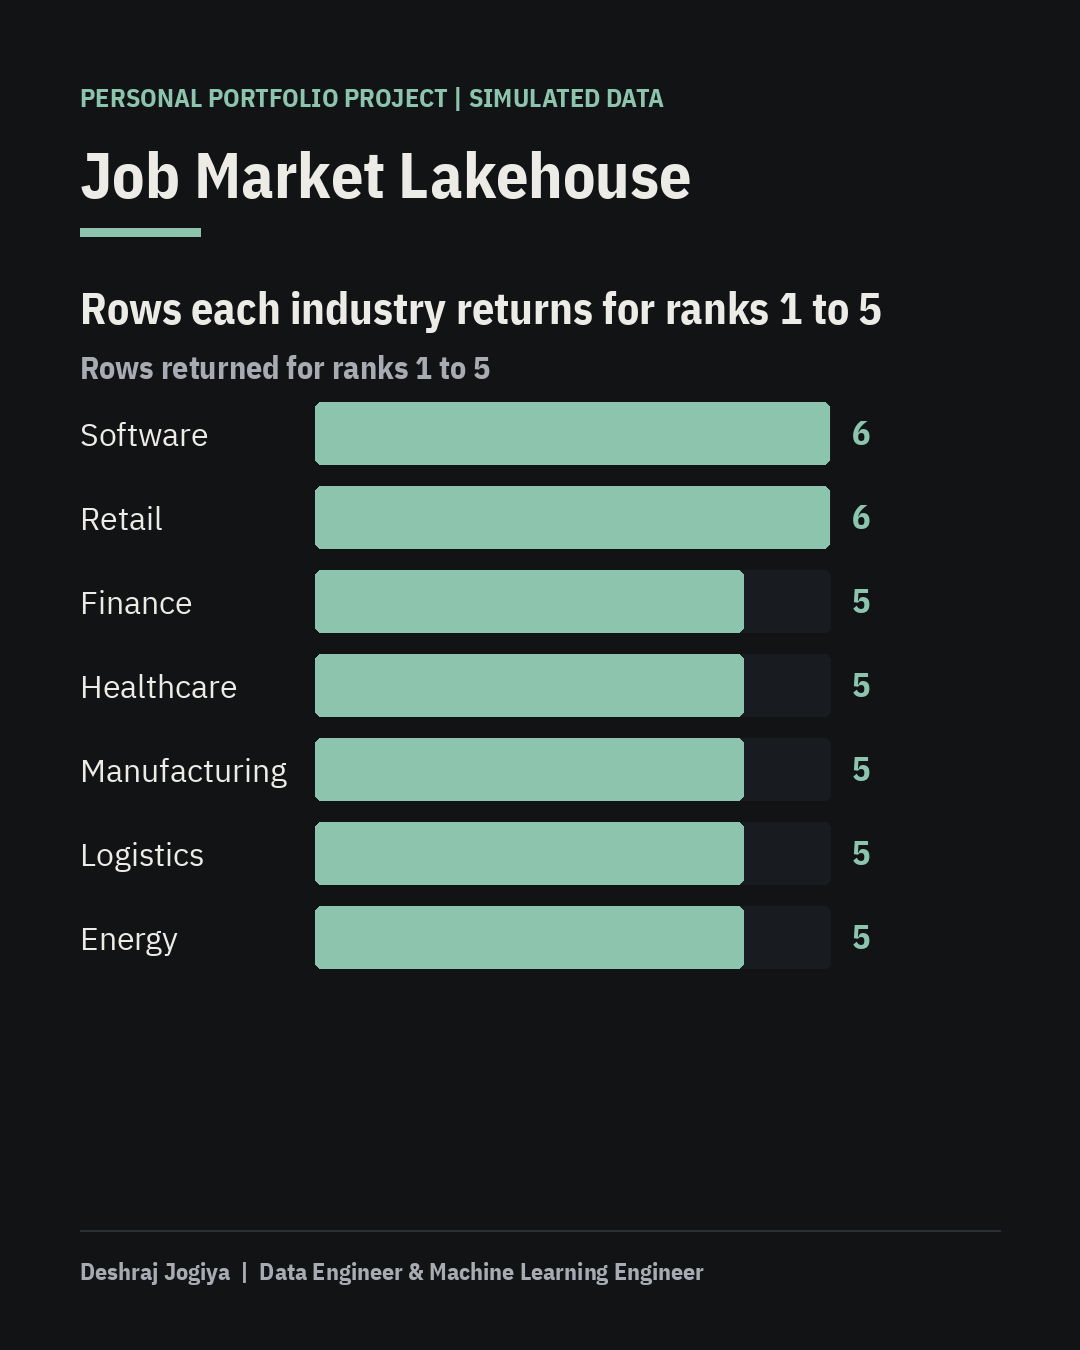 PERSONAL PORTFOLIO PROJECT | SIMULATED DATA
Job Market Lakehouse
Rows each industry returns for ranks 1 to 5
Rows returned for ranks 1 to 5
Software 6
Retail 6
Finance 5
Healthcare 5
Manufacturing 5
Logistics 5
Energy 5
Deshraj Jogiya | Data Engineer & Machine Learning Engineer